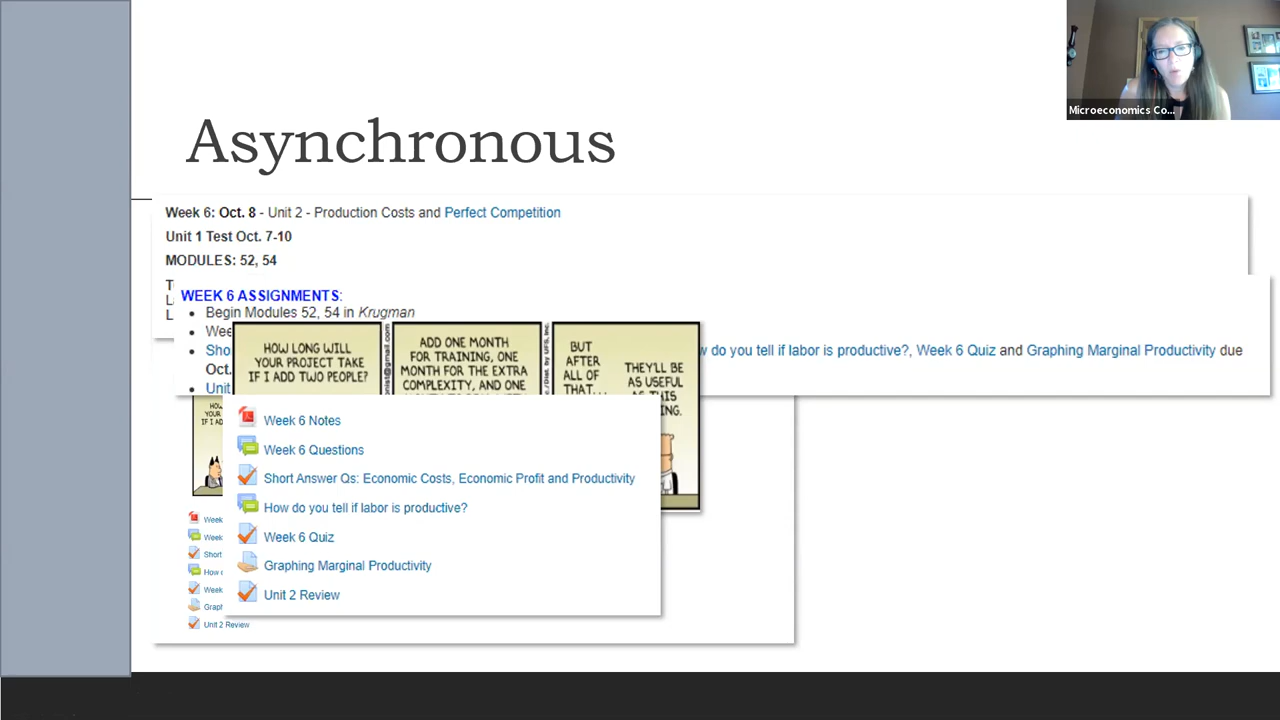 Microeconomics Co...
Asynchronous
Week 6: Oct. 8 - Unit 2 - Production Costs and Perfect Competition
Unit 1 Test Oct. 7-10
MODULES: 52, 54
WEEK 6 ASSIGNMENTS:
Begin Modules 52, 54 in Krugman
do you tell if labor is productive?, Week 6 Quiz and Graphing Marginal Productivity due
Oct.
Unit
HOW LONG WILL
YOUR PROJECT TAKE
IF I ADD TWO PEOPLE?
ADD ONE MONTH
FOR TRAINING, ONE
MONTH FOR THE EXTRA
COMPLEXITY, AND ONE
BUT
AFTER
ALL OF
THAT...
THEY'LL BE
AS USEFUL
AS THIS
Week 6 Notes
Week 6 Questions
Short Answer Qs: Economic Costs, Economic Profit and Productivity
How do you tell if labor is productive?
Week 6 Quiz
Graphing Marginal Productivity
Unit 2 Review
Week
Week
Short
How
Week
Unit 2 Review